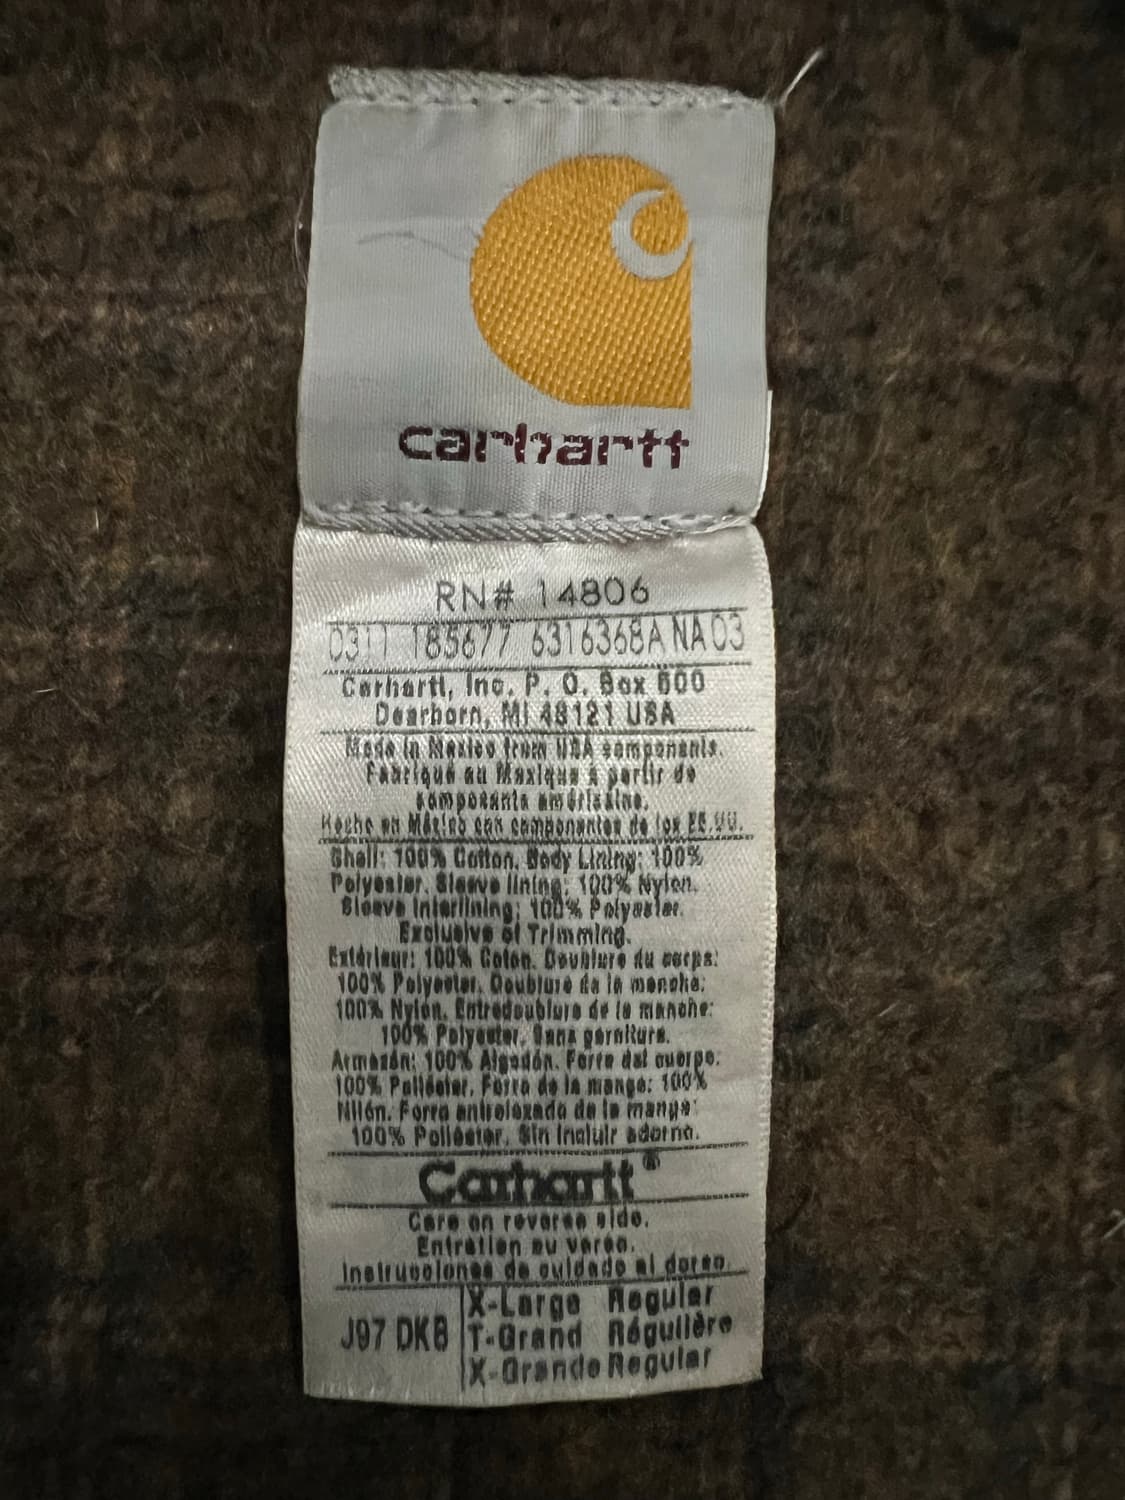 carhartt
RN# 14806
0311 185677 6316368A NA 03
Carhartt, Inc. P. O. Box 600
Dearborn, MI 48121 USA
Made in Mexico from USA components.
Fabriqué au Mexique à partir de
composants américains.
Hecho en México con componentes de los EE.UU.
Shell: 100% Cotton. Body Lining: 100%
Polyester. Sleeve lining: 100% Nylon.
Sleeve Interlining: 100% Polyester.
Exclusive of Trimming.
Extérieur: 100% Coton. Doublure du corps:
100% Polyester. Doublure de la manche:
100% Nylon. Entredoublure de la manche:
100% Polyester. Sans garniture.
Armazón: 100% Algodón. Forro del cuerpo:
100% Poliéster. Forro de la manga: 100%
Nilón. Forro entrelazado de la manga:
100% Poliéster. Sin incluir adorno.
Carhartt®
Care on reverse side.
Entretien au verso.
Instrucciones de cuidado al dorso.
J97 DKB
X-Large Regular
T-Grand Régulière
X-Grande Regular